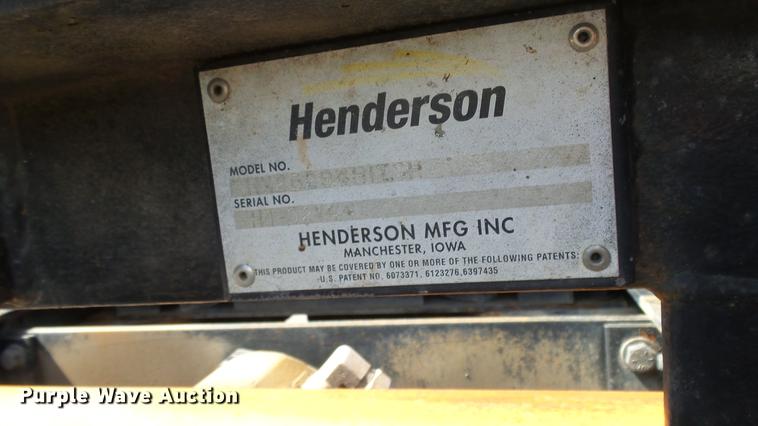 Henderson
MODEL NO.
SERIAL NO.
HENDERSON MFG INC
MANCHESTER, IOWA
THIS PRODUCT MAY BE COVERED BY ONE OR MORE OF THE FOLLOWING PATENTS:
U.S. PATENT NO. 6073371, 6123276,6397435
Purple Wave Auction